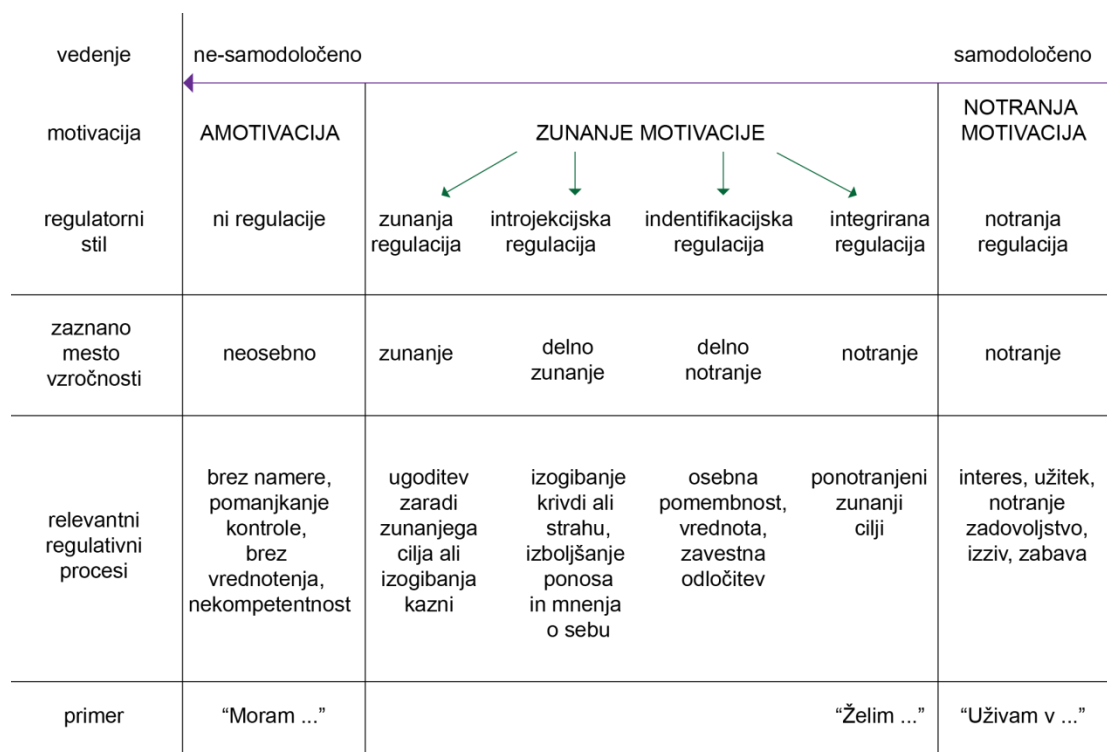 vedenje
ne-samodoločeno
samodoločeno
motivacija
AMOTIVACIJA
ZUNANJE MOTIVACIJE
NOTRANJA
MOTIVACIJA
regulatorni
stil
ni regulacije
zunanja
regulacija
introjekcijska
regulacija
indentifikacijska
regulacija
integrirana
regulacija
notranja
regulacija
zaznano
mesto
vzročnosti
neosebno
zunanje
delno
zunanje
delno
notranje
notranje
notranje
relevantni
regulativni
procesi
brez namere,
pomanjkanje
kontrole,
brez
vrednotenja,
nekompetentnost
ugoditev
zaradi
zunanjega
cilja ali
izogibanja
kazni
izogibanje
krivdi ali
strahu,
izboljšanje
ponosa
in mnenja
o sebu
osebna
pomembnost,
vrednota,
zavestna
odločitev
ponotranjeni
zunanji
cilji
interes, užitek,
notranje
zadovoljstvo,
izziv, zabava
primer
“Moram ...”
“Želim ...”
“Uživam v ...”